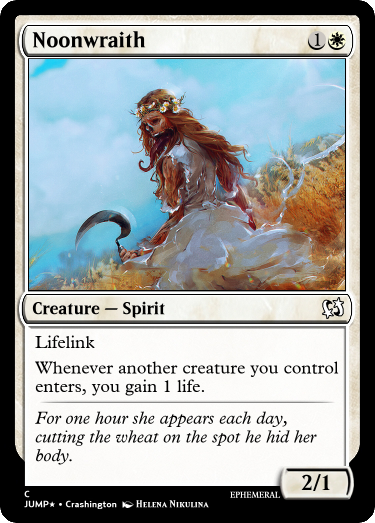 Noonwraith 1
Creature — Spirit
Lifelink
Whenever another creature you control
enters, you gain 1 life.
For one hour she appears each day,
cutting the wheat on the spot he hid her
body.
2/1
C
JUMP★ • Crashington Helena Nikulina
EPHEMERAL